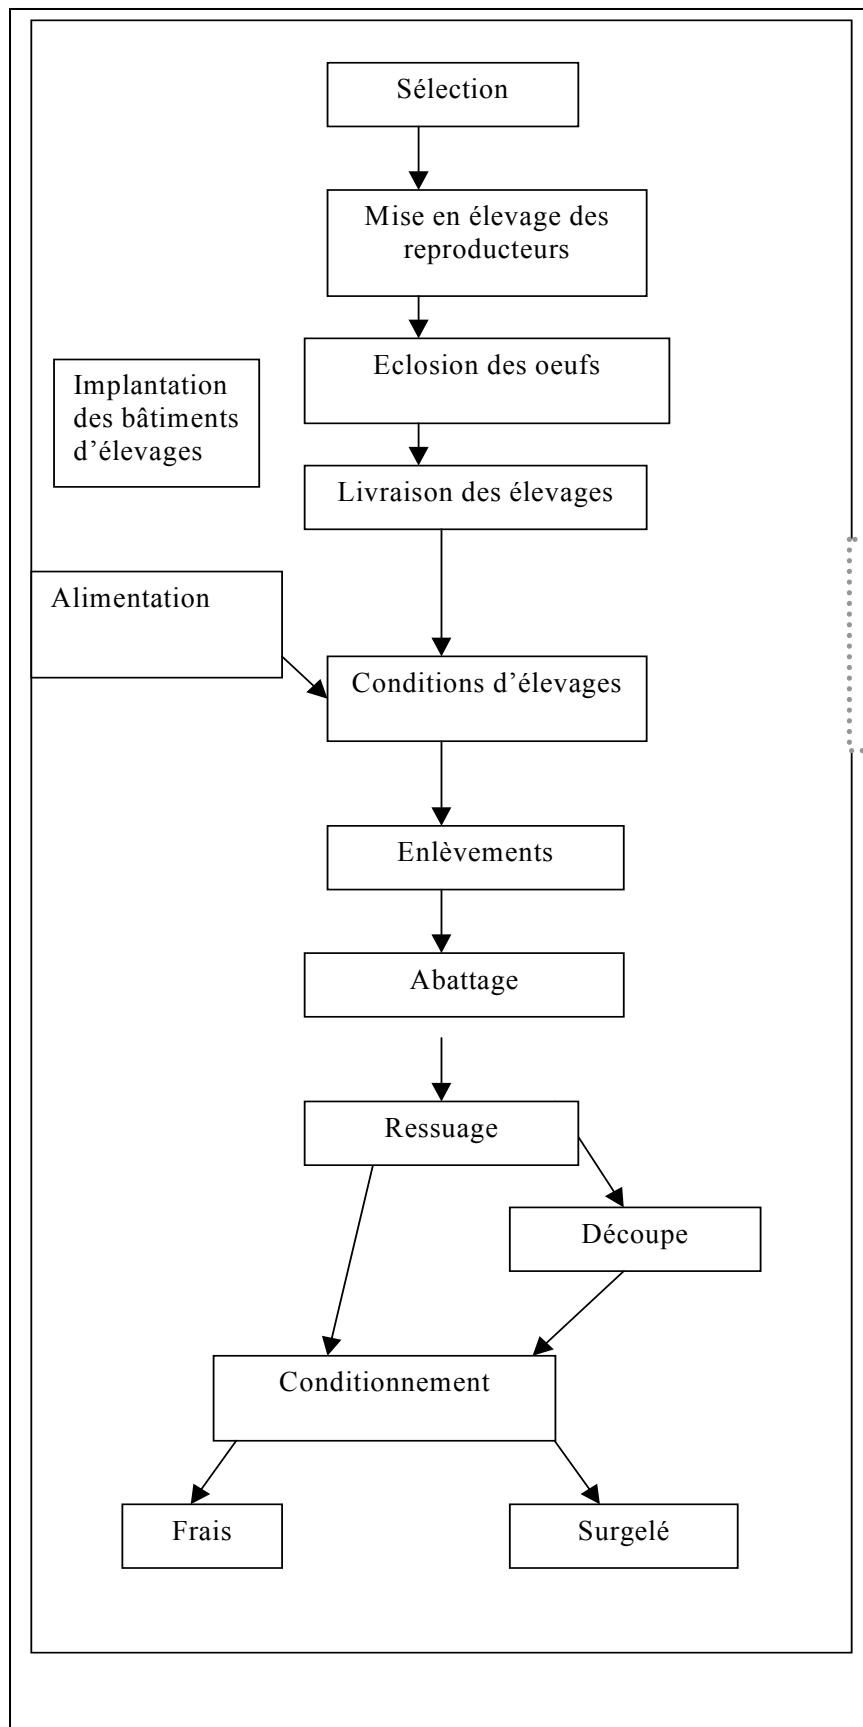 Sélection
Mise en élevage des
reproducteurs
Eclosion des oeufs
Implantation
des bâtiments
d’élevages
Livraison des élevages
Alimentation
Conditions d’élevages
Enlèvements
Abattage
Ressuage
Découpe
Conditionnement
Frais
Surgelé